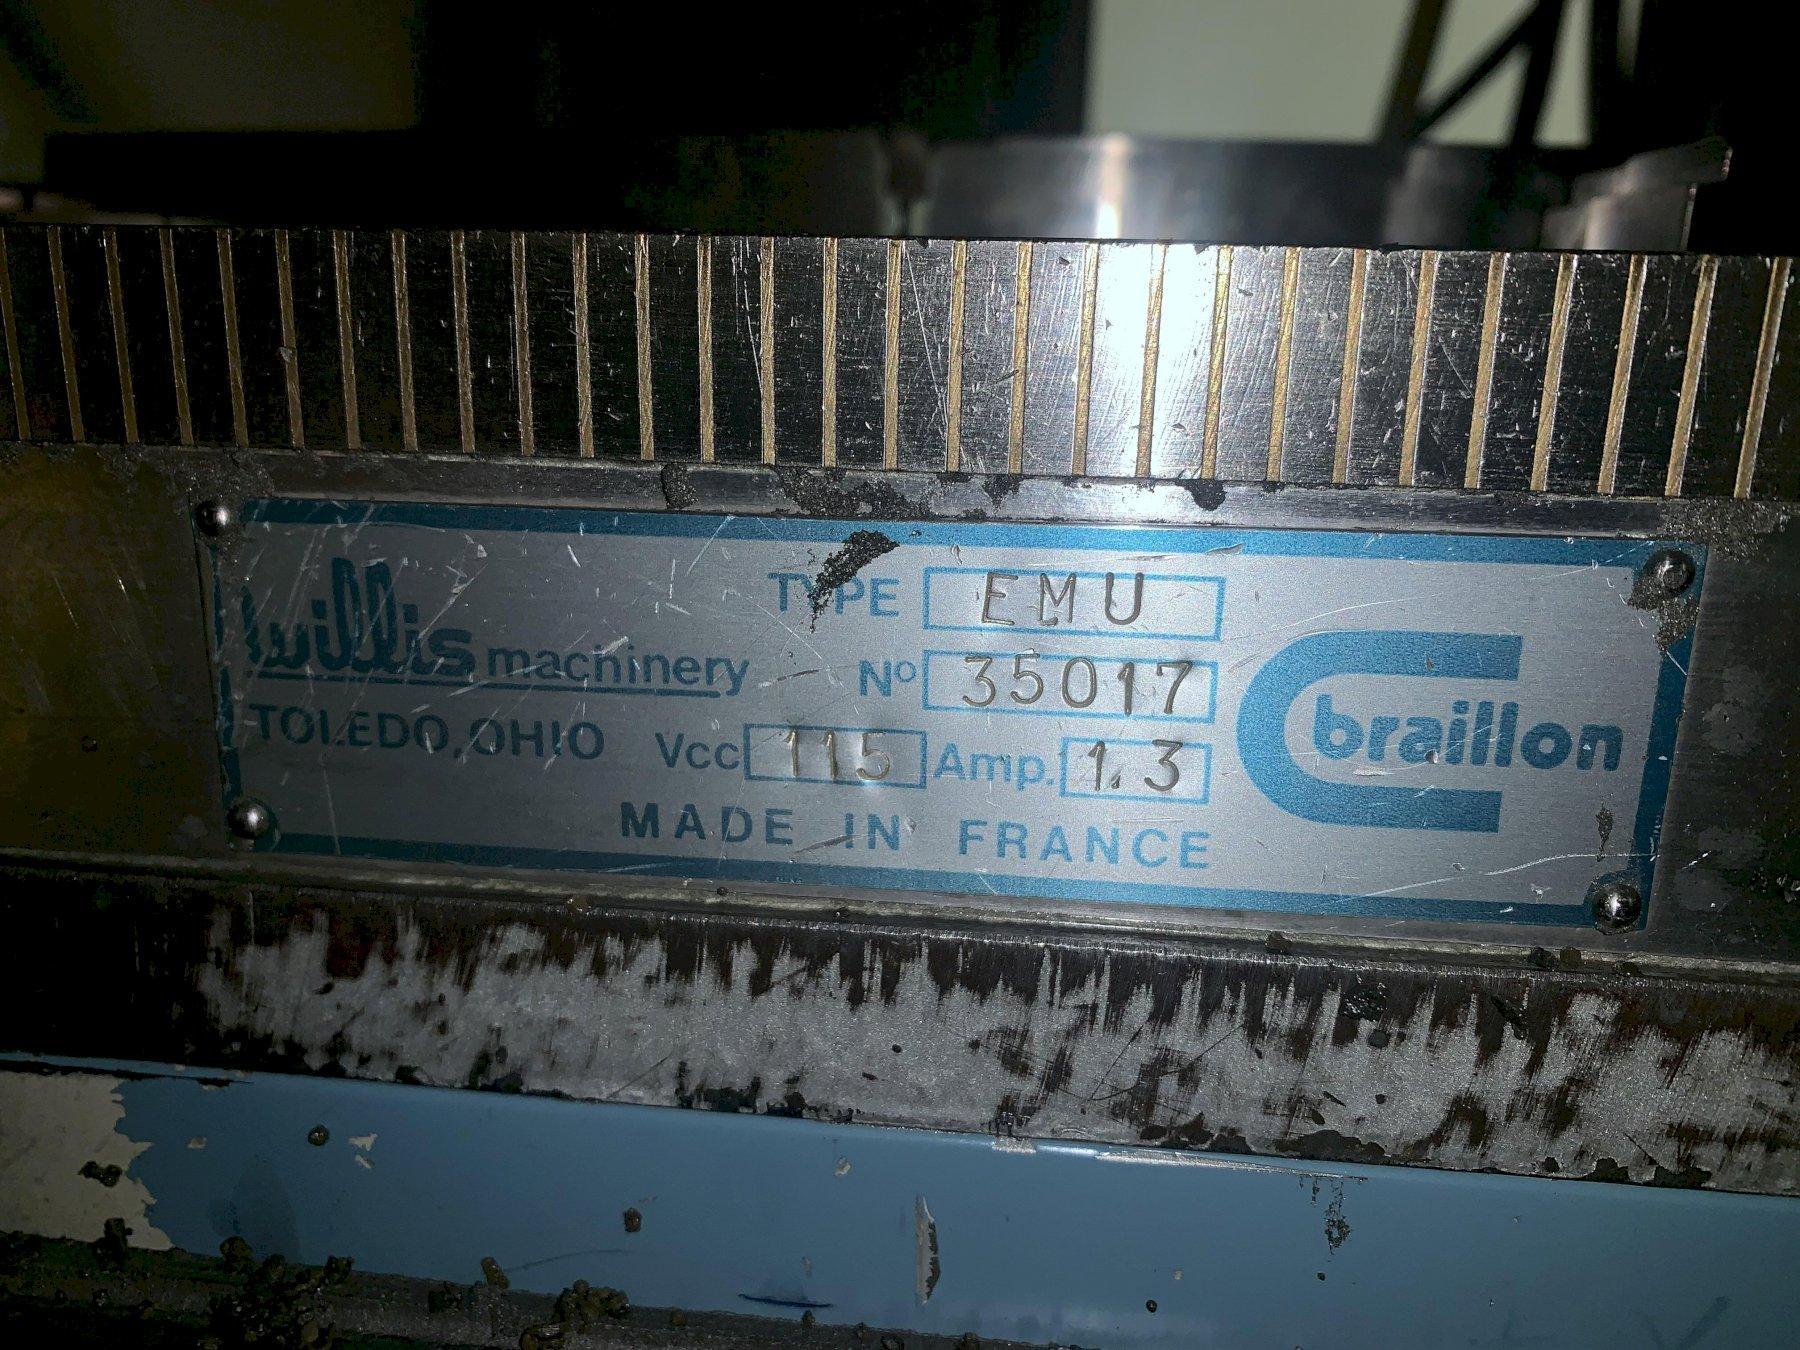 willis machinery
TOLEDO, OHIO
TYPE EMU
Nº 35017
Vcc 115 Amp. 1.3
MADE IN FRANCE
braillon